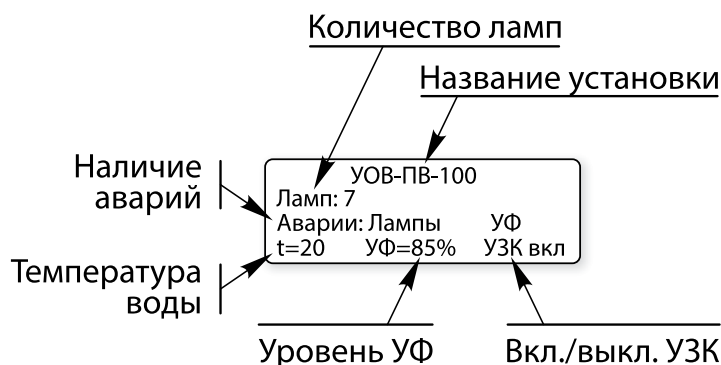 Количество ламп
Название установки
Наличие
аварий
УОВ-ПВ-100
Ламп: 7
Аварии: Лампы УФ
t=20 УФ=85% УЗК вкл
Температура
воды
Уровень УФ
Вкл./выкл. УЗК